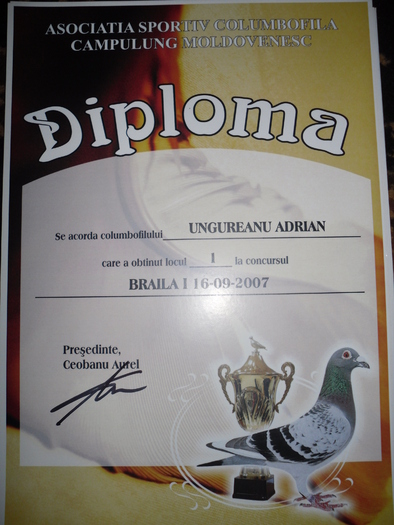 ASOCIATIA SPORTIV COLUMBOFILA
CAMPULUNG MOLDOVENESC
Diploma
Se acorda columbofilului UNGUREANU ADRIAN
care a obtinut locul 1 la concursul
BRAILA I 16-09-2007
Preşedinte,
Ceobanu Aurel